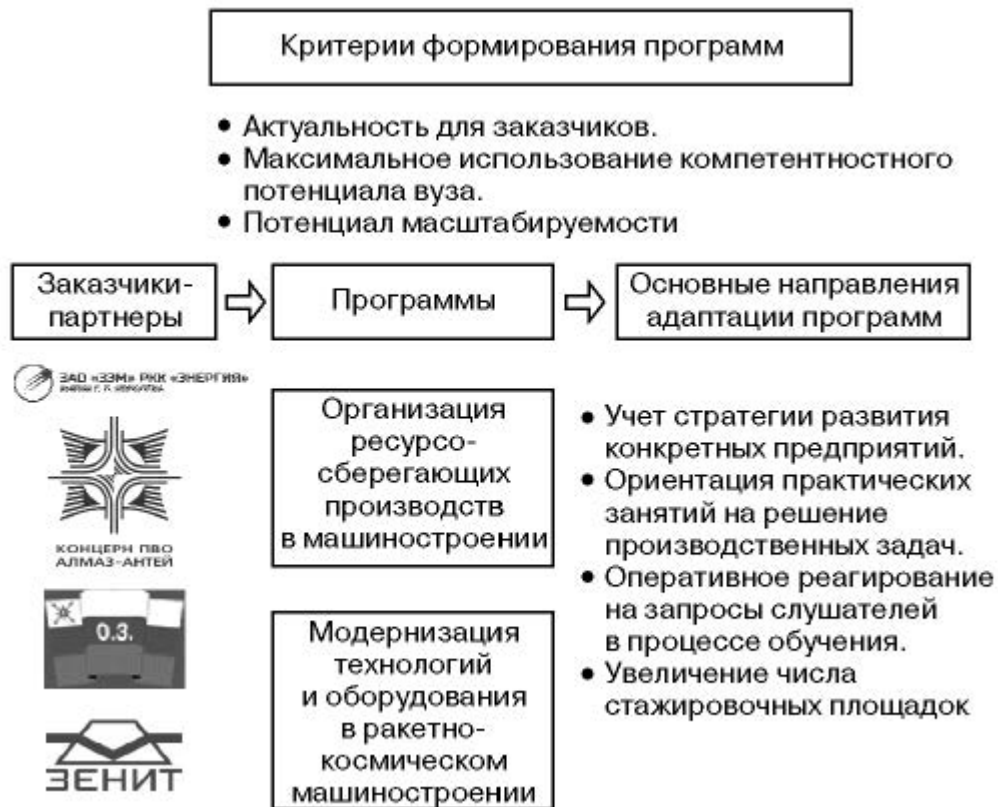 Критерии формирования программ
• Актуальность для заказчиков.
• Максимальное использование компетентностного
потенциала вуза.
• Потенциал масштабируемости
Заказчики-
партнеры
Программы
Основные направления
адаптации программ
ЗАО «ЗЭМ» РКК «ЭНЕРГИЯ»
КОНЦЕРН ПВО
АЛМАЗ-АНТЕЙ
О.З.
ЗЕНИТ
Организация
ресурсо-
сберегающих
производств
в машиностроении
Модернизация
технологий
и оборудования
в ракетно-
космическом
машиностроении
• Учет стратегии развития
конкретных предприятий.
• Ориентация практических
занятий на решение
производственных задач.
• Оперативное реагирование
на запросы слушателей
в процессе обучения.
• Увеличение числа
стажировочных площадок